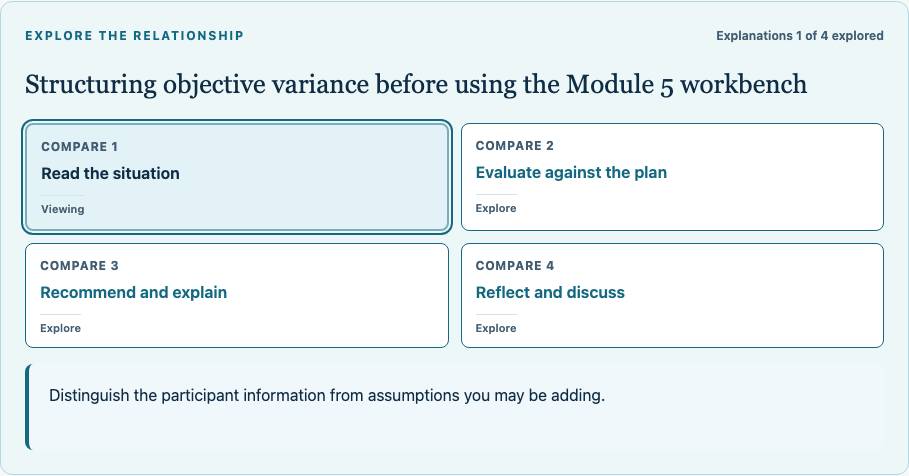 EXPLORE THE RELATIONSHIP
Explanations 1 of 4 explored
Structuring objective variance before using the Module 5 workbench
COMPARE 1
Read the situation
Viewing
COMPARE 2
Evaluate against the plan
Explore
COMPARE 3
Recommend and explain
Explore
COMPARE 4
Reflect and discuss
Explore
Distinguish the participant information from assumptions you may be adding.